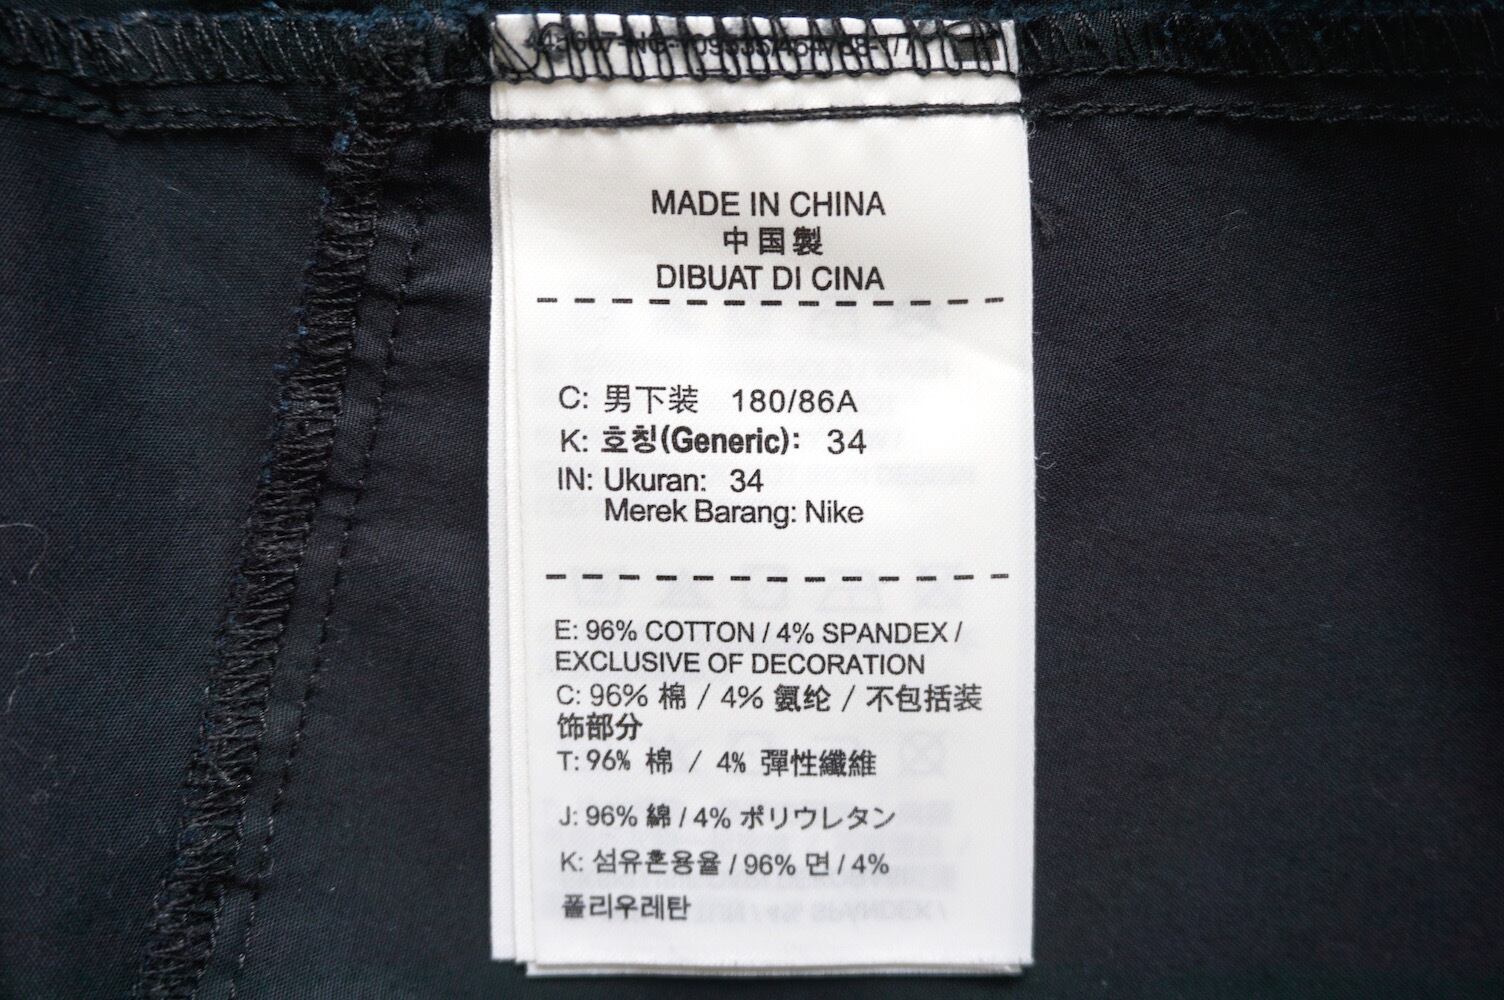 MADE IN CHINA
中国製
DIBUAT DI CINA
C: 男下装 180/86A
K: 호칭(Generic): 34
IN: Ukuran: 34
Merek Barang: Nike
E: 96% COTTON / 4% SPANDEX /
EXCLUSIVE OF DECORATION
C: 96% 棉 / 4% 氨纶 / 不包括装
饰部分
T: 96% 棉 / 4% 彈性纖維
J: 96% 綿 / 4% ポリウレタン
K: 섬유혼용율 / 96% 면 / 4%
폴리우레탄